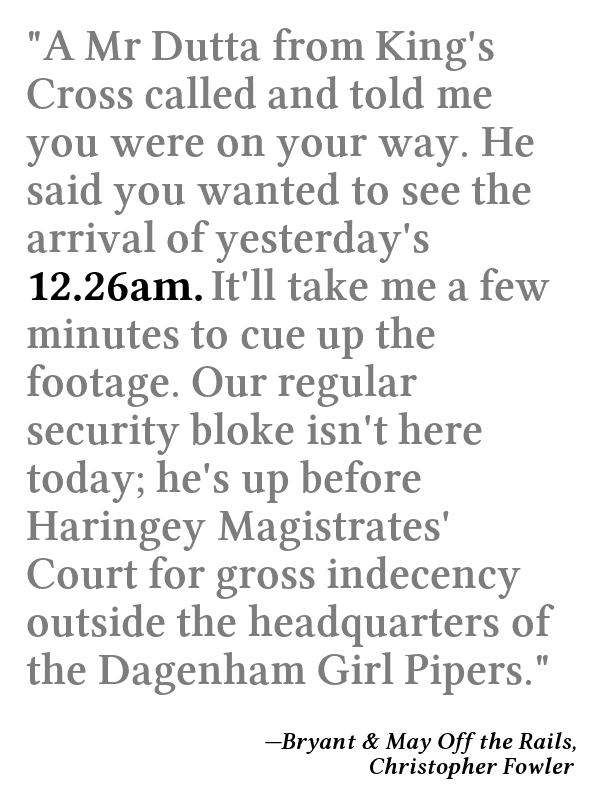 "A Mr Dutta from King's
Cross called and told me
you were on your way. He
said you wanted to see the
arrival of yesterday's
12.26am. It'll take me a few
minutes to cue up the
footage. Our regular
security bloke isn't here
today; he's up before
Haringey Magistrates'
Court for gross indecency
outside the headquarters of
the Dagenham Girl Pipers."
—Bryant & May Off the Rails,
Christopher Fowler